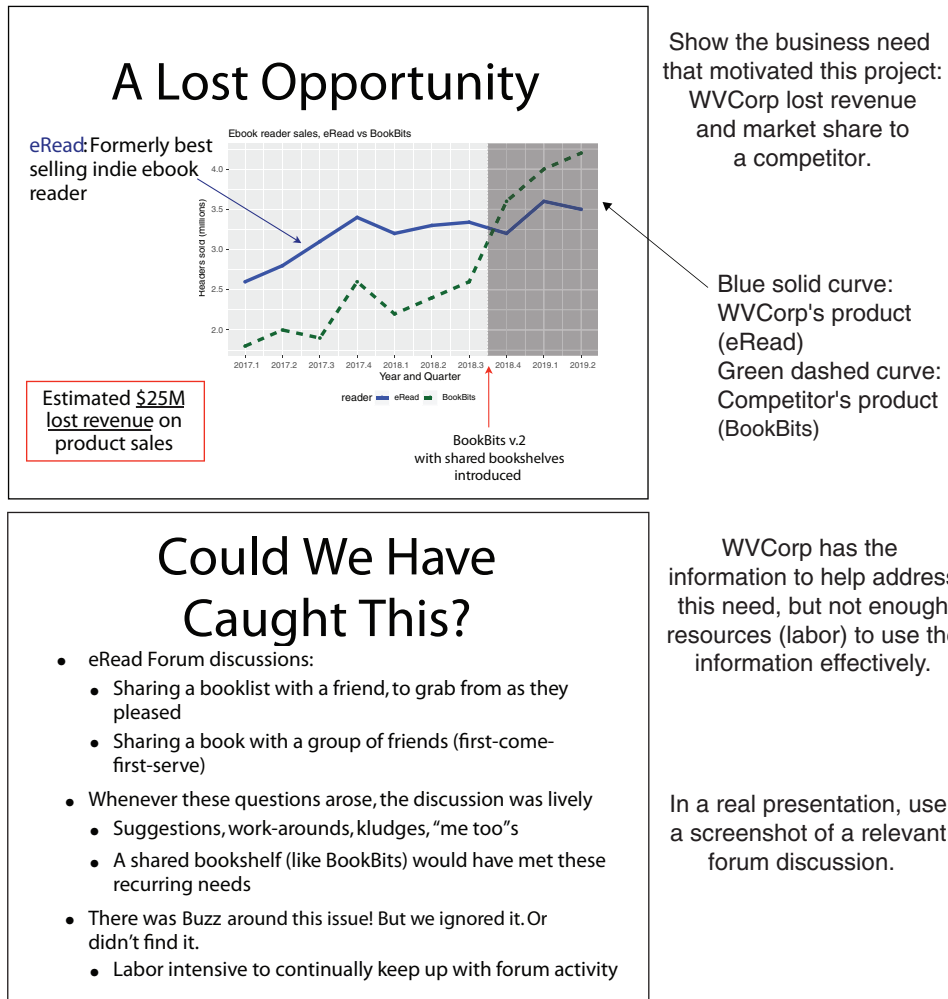 A Lost Opportunity
eRead: Formerly best
selling indie ebook
reader
Ebook reader sales, eRead vs BookBits
Readers sold (millions)
4.0
3.5
3.0
2.5
2.0
2017.1 2017.2 2017.3 2017.4 2018.1 2018.2 2018.3 2018.4 2019.1 2019.2
Year and Quarter
reader eRead BookBits
Estimated $25M
lost revenue on
product sales
BookBits v.2
with shared bookshelves
introduced
Show the business need
that motivated this project:
WVCorp lost revenue
and market share to
a competitor.
Blue solid curve:
WVCorp's product
(eRead)
Green dashed curve:
Competitor's product
(BookBits)
Could We Have
Caught This?
• eRead Forum discussions:
• Sharing a booklist with a friend, to grab from as they
pleased
• Sharing a book with a group of friends (first-come-
first-serve)
• Whenever these questions arose, the discussion was lively
• Suggestions, work-arounds, kludges, “me too”s
• A shared bookshelf (like BookBits) would have met these
recurring needs
• There was Buzz around this issue! But we ignored it. Or
didn’t find it.
• Labor intensive to continually keep up with forum activity
WVCorp has the
information to help address
this need, but not enough
resources (labor) to use the
information effectively.
In a real presentation, use
a screenshot of a relevant
forum discussion.